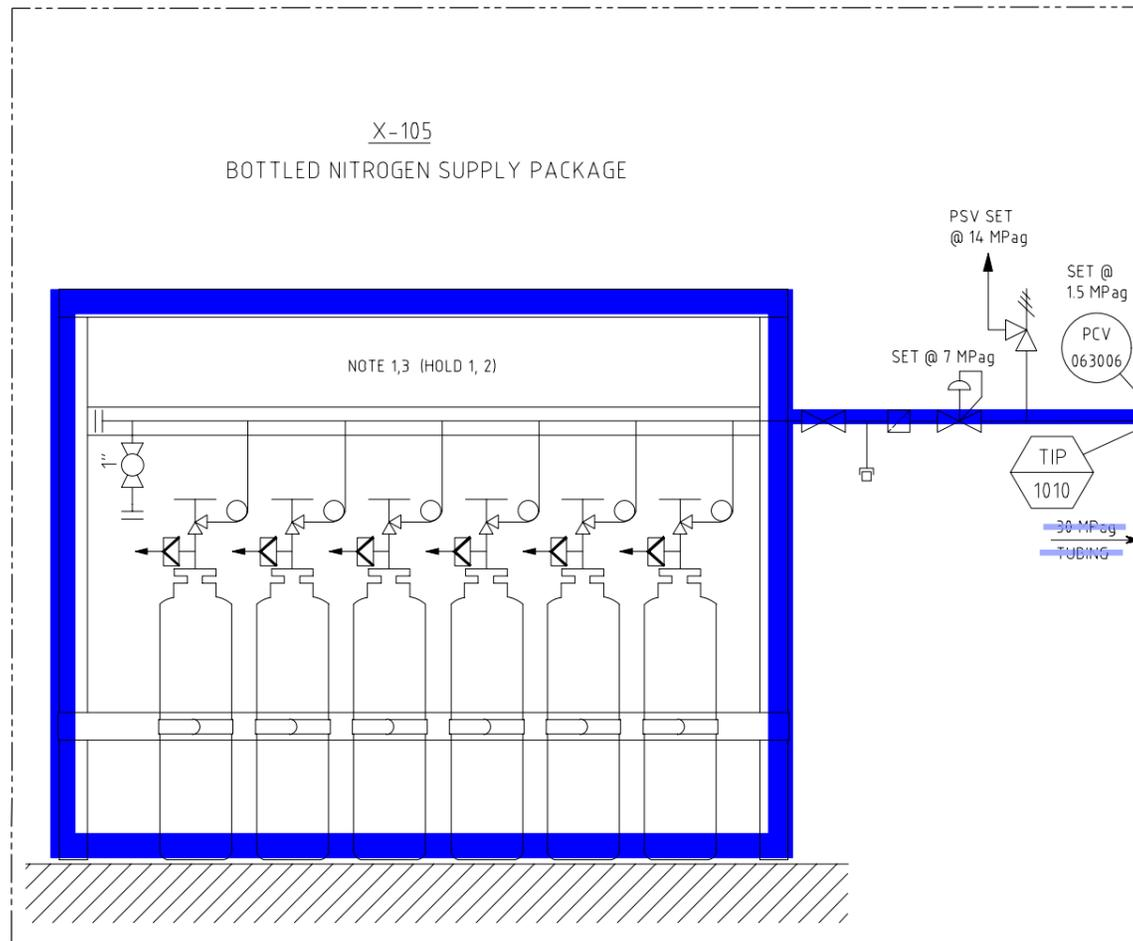 X-105
BOTTLED NITROGEN SUPPLY PACKAGE
PSV SET
@ 14 MPag
SET @
1.5 MPag
PCV
063006
SET @ 7 MPag
NOTE 1,3 (HOLD 1, 2)
1"
TIP
1010
30 MPag
TUBING